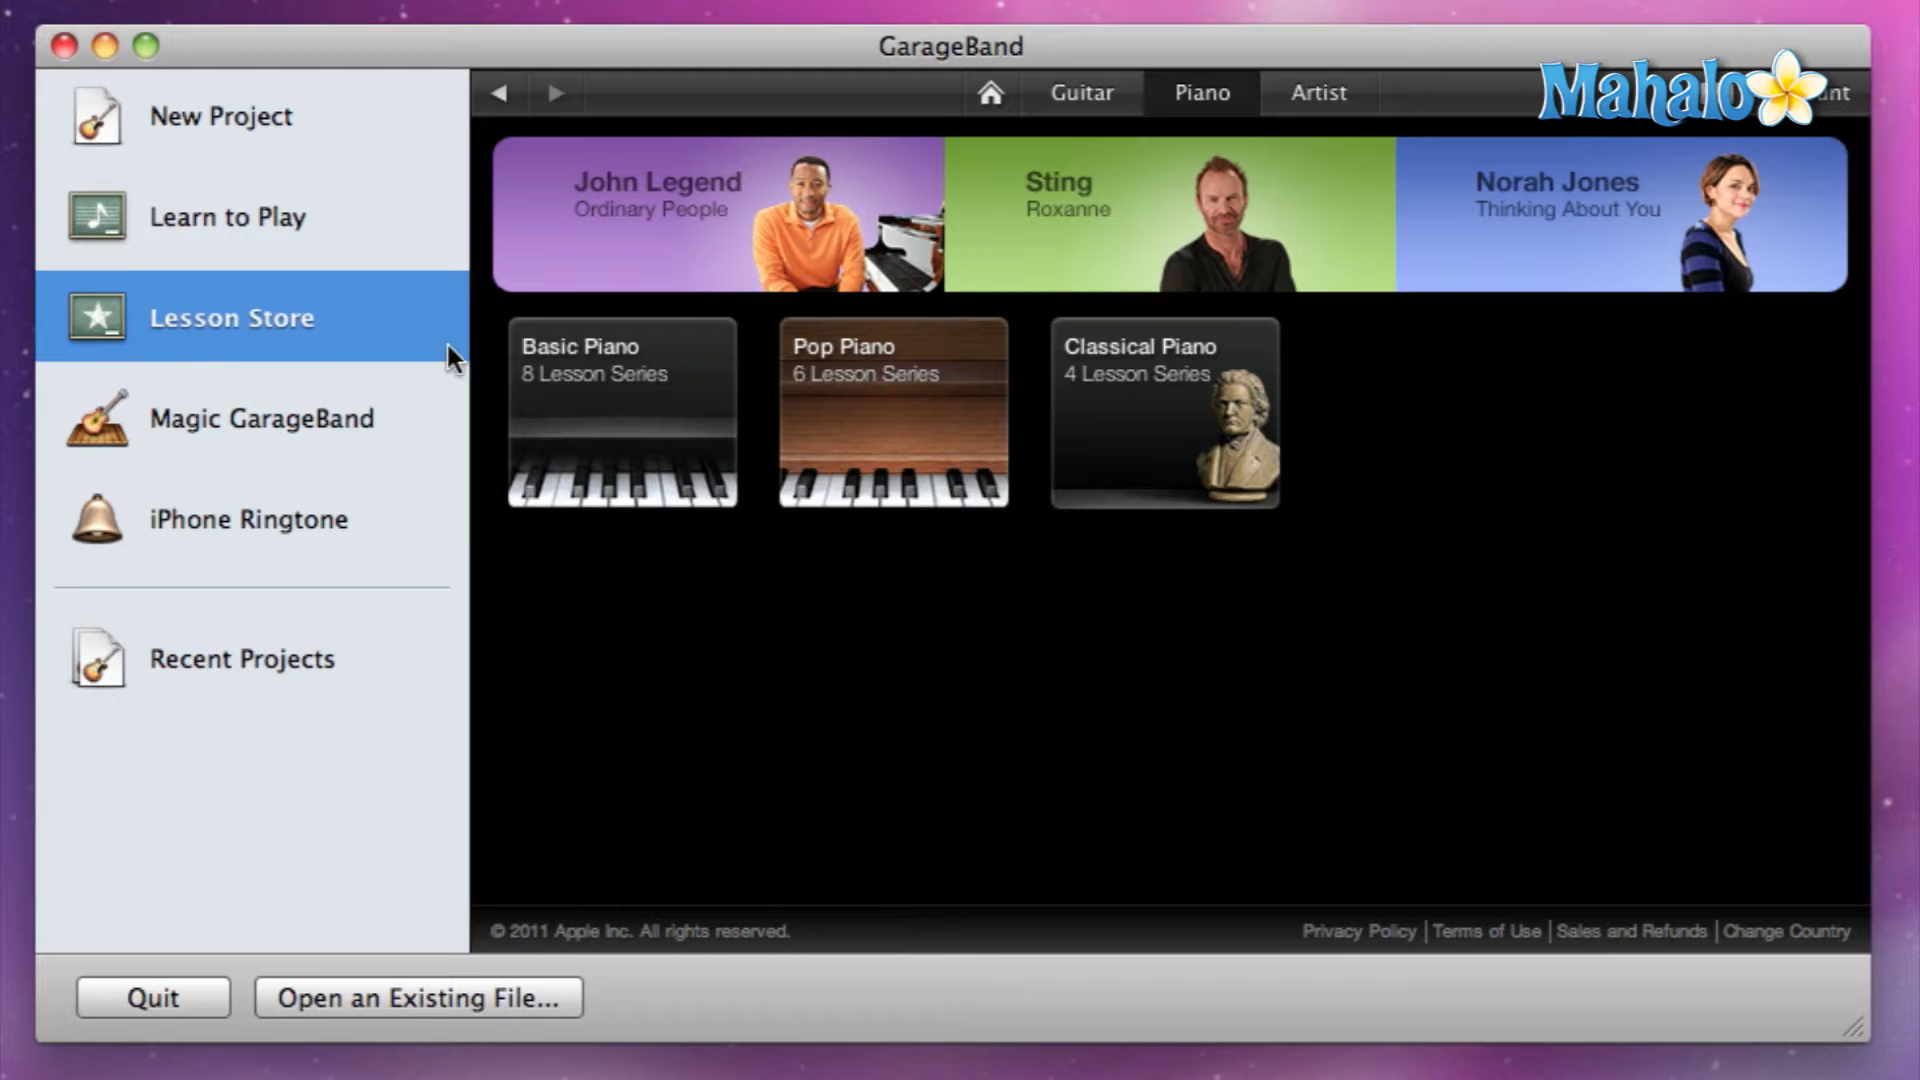 GarageBand
New Project
Learn to Play
Lesson Store
Magic GarageBand
iPhone Ringtone
Recent Projects
Guitar
Piano
Artist
Mahalo
John Legend
Ordinary People
Sting
Roxanne
Norah Jones
Thinking About You
Basic Piano
8 Lesson Series
Pop Piano
6 Lesson Series
Classical Piano
4 Lesson Series
© 2011 Apple Inc. All rights reserved.
Privacy Policy | Terms of Use | Sales and Refunds | Change Country
Quit
Open an Existing File...